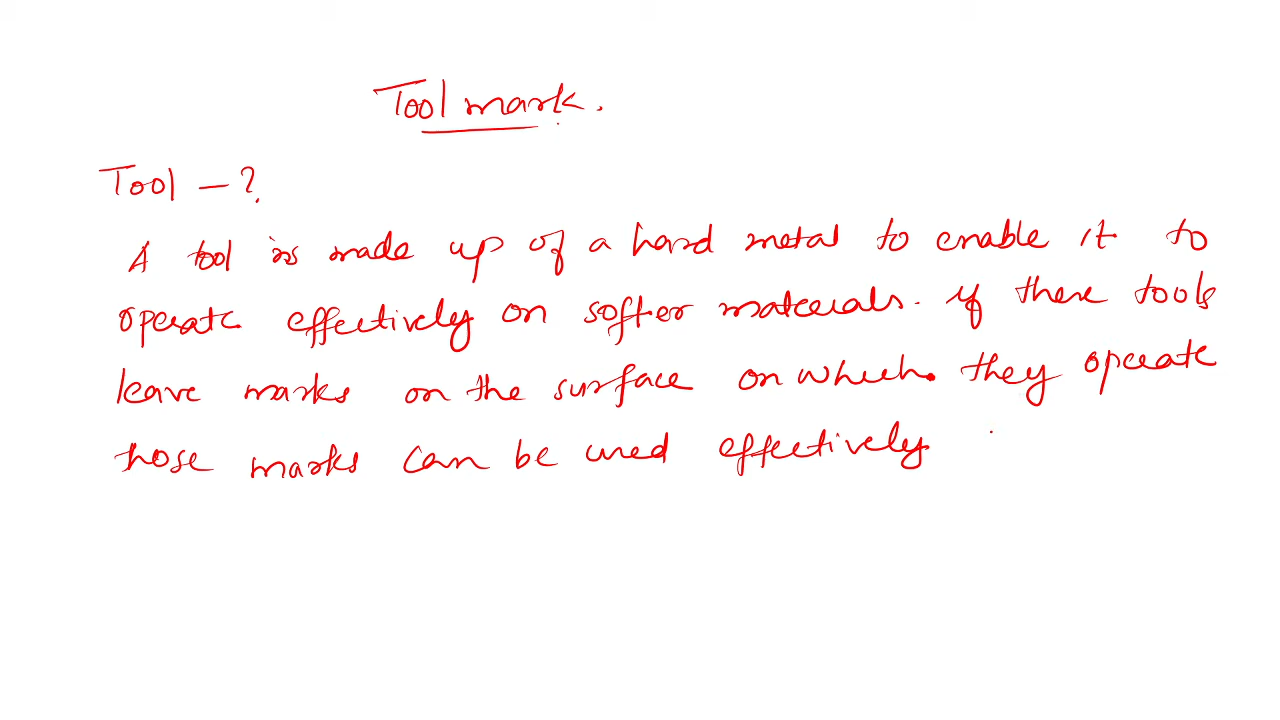 Tool mark.
Tool – ?
A tool is made up of a hard metal to enable it to
operate effectively on softer materials. if these tools
leave marks on the surface on which they operate
those marks can be used effectively